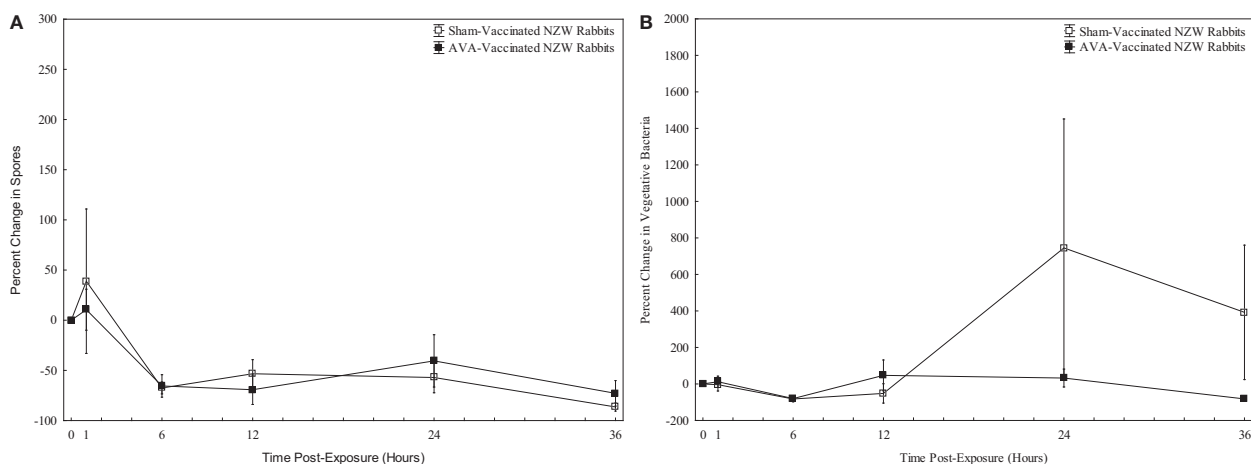 A
Percent Change in Spores
300
250
200
150
100
50
0
-50
-100
0 1 6 12 24 36
Time Post-Exposure (Hours)
Sham-Vaccinated NZW Rabbits
AVA-Vaccinated NZW Rabbits
B
Percent Change in Vegetative Bacteria
2000
1800
1600
1400
1200
1000
800
600
400
200
0
-200
0 1 6 12 24 36
Time Post-Exposure (Hours)
Sham-Vaccinated NZW Rabbits
AVA-Vaccinated NZW Rabbits